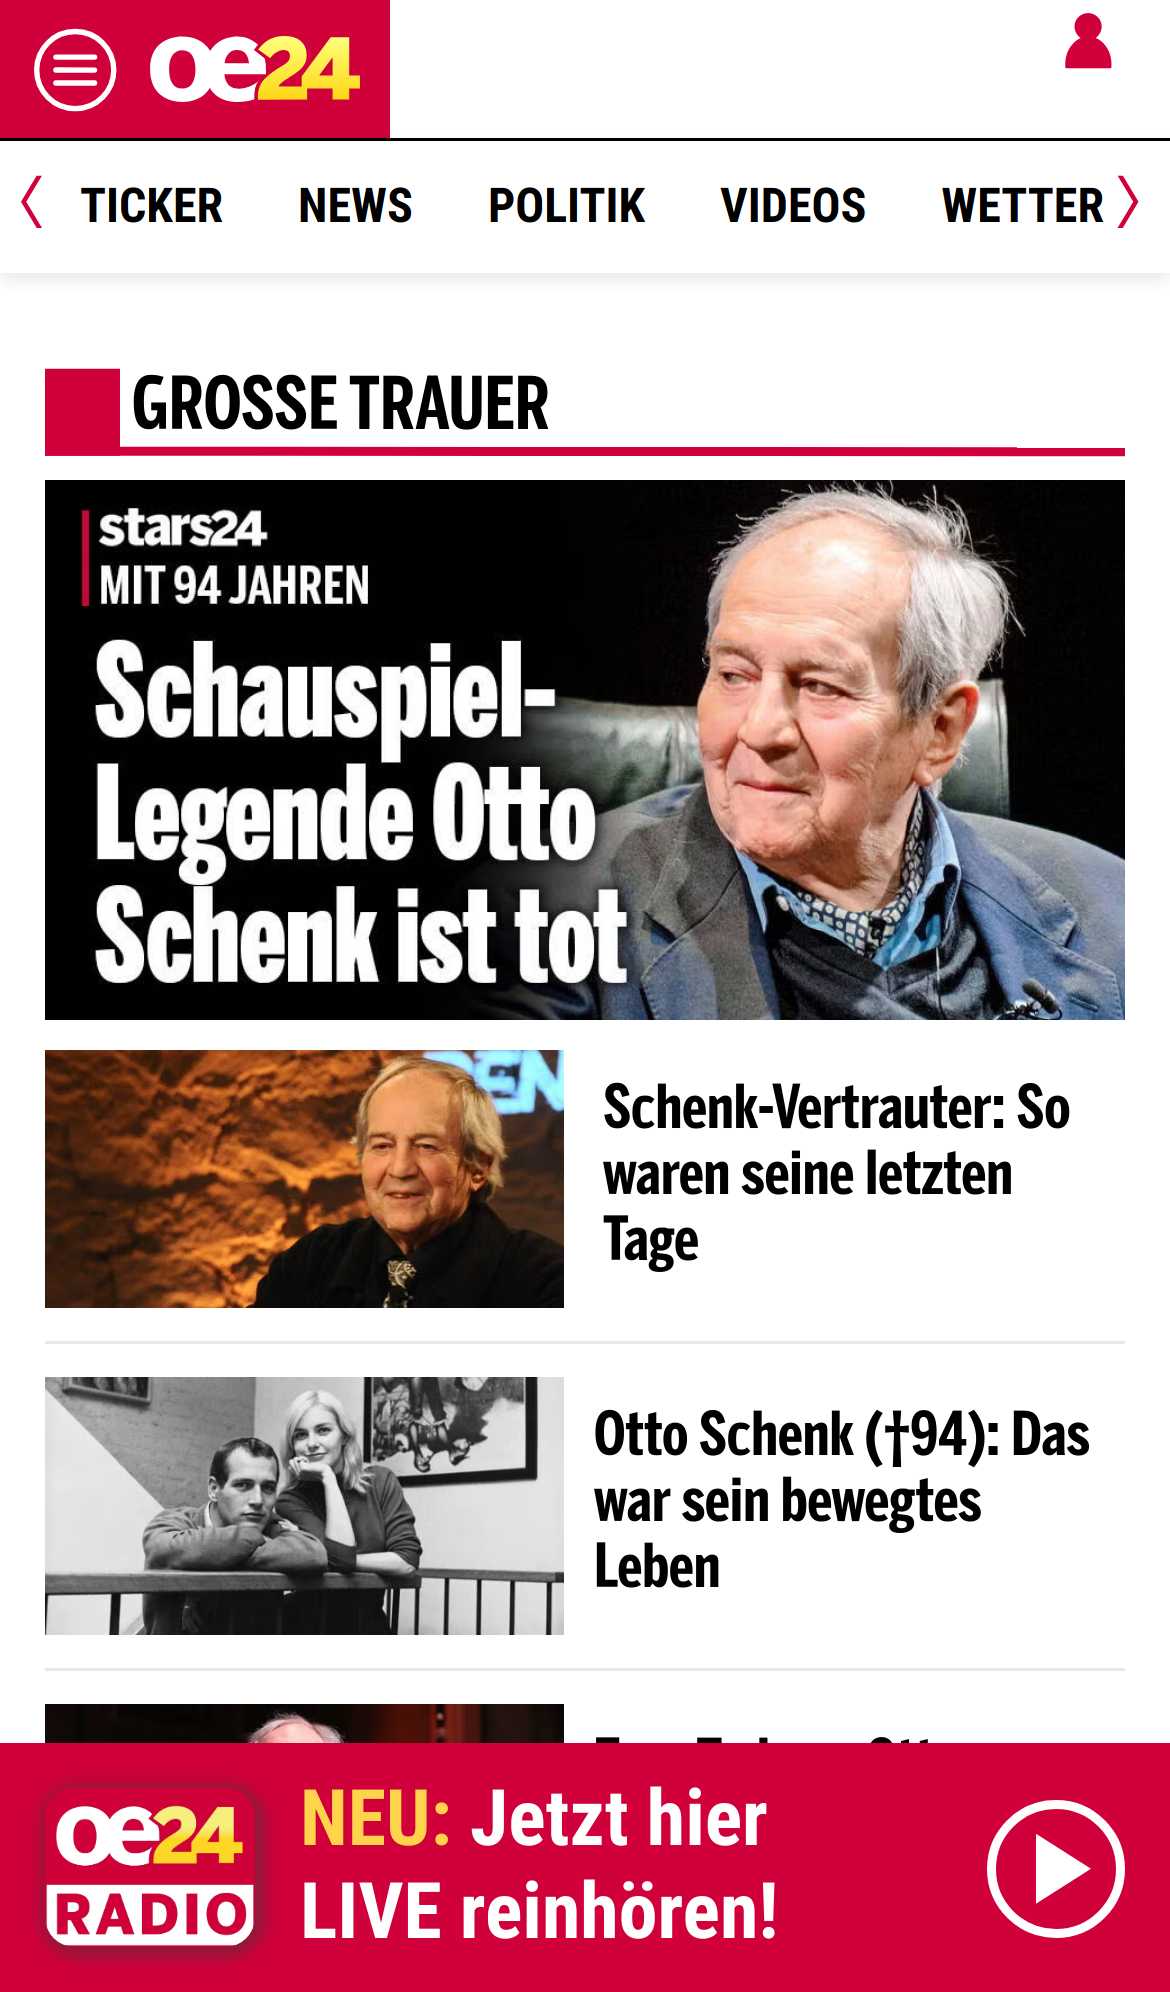 oe24
TICKER NEWS POLITIK VIDEOS WETTER
GROSSE TRAUER
stars24
MIT 94 JAHREN
Schauspiel-
Legende Otto
Schenk ist tot
Schenk-Vertrauter: So
waren seine letzten
Tage
Otto Schenk (†94): Das
war sein bewegtes
Leben
oe24
RADIO
NEU: Jetzt hier
LIVE reinhören!